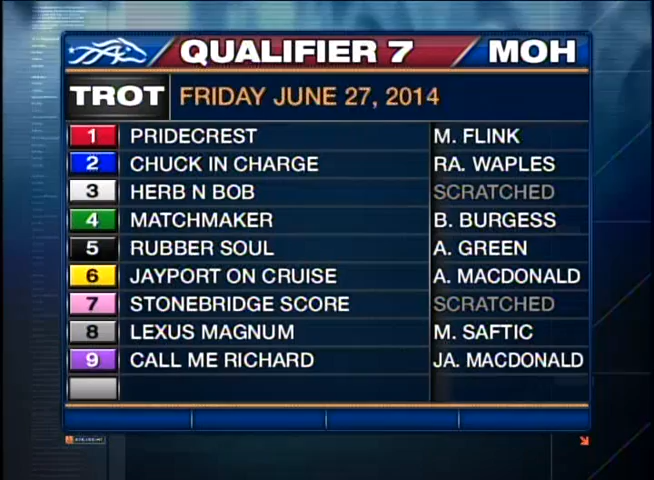 QUALIFIER 7 MOH
TROT FRIDAY JUNE 27, 2014
1 PRIDECREST M. FLINK
2 CHUCK IN CHARGE RA. WAPLES
3 HERB N BOB SCRATCHED
4 MATCHMAKER B. BURGESS
5 RUBBER SOUL A. GREEN
6 JAYPORT ON CRUISE A. MACDONALD
7 STONEBRIDGE SCORE SCRATCHED
8 LEXUS MAGNUM M. SAFTIC
9 CALL ME RICHARD JA. MACDONALD